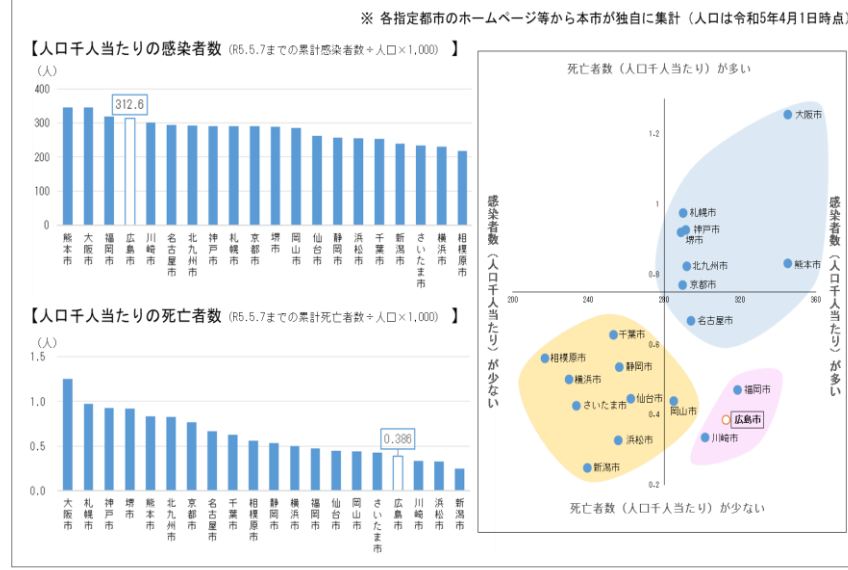 ※ 各指定都市のホームページ等から本市が独自に集計（人口は令和5年4月1日時点）
【人口千人当たりの感染者数（R5.5.7までの累計感染者数÷人口×1,000）】
（人）
400
300
200
100
0
312.6
熊本市 大阪市 福岡市 広島市 川崎市 名古屋市 北九州市 神戸市 札幌市 京都市 堺市 岡山市 仙台市 静岡市 浜松市 千葉市 新潟市 さいたま市 横浜市 相模原市
【人口千人当たりの死亡者数（R5.5.7までの累計死亡者数÷人口×1,000）】
（人）
1.5
1.0
0.5
0.0
0.386
大阪市 札幌市 神戸市 堺市 熊本市 北九州市 京都市 名古屋市 千葉市 相模原市 静岡市 横浜市 福岡市 仙台市 岡山市 さいたま市 広島市 川崎市 浜松市 新潟市
死亡者数（人口千人当たり）が多い
感染者数（人口千人当たり）が少ない
感染者数（人口千人当たり）が多い
1.2
1
0.8
0.6
0.4
0.2
200 240 280 320 360
大阪市
札幌市
神戸市
堺市
北九州市
熊本市
京都市
名古屋市
千葉市
相模原市
静岡市
横浜市
仙台市
さいたま市
岡山市
福岡市
広島市
川崎市
浜松市
新潟市
死亡者数（人口千人当たり）が少ない